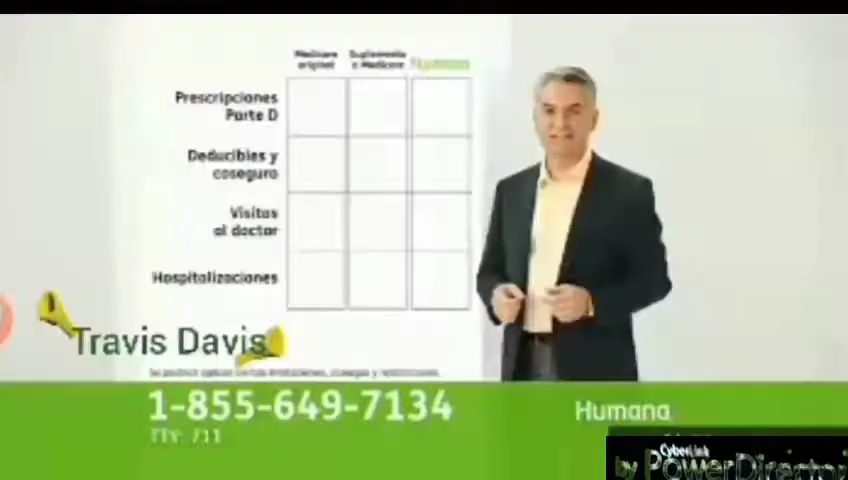 Medicare original
Suplemento a Medicare
Humana
Prescripciones
Parte D
Deducibles y
coseguro
Visitas
al doctor
Hospitalizaciones
Travis Davis
1-855-649-7134
Humana
TTY: 711
CyberLink
by PowerDirector